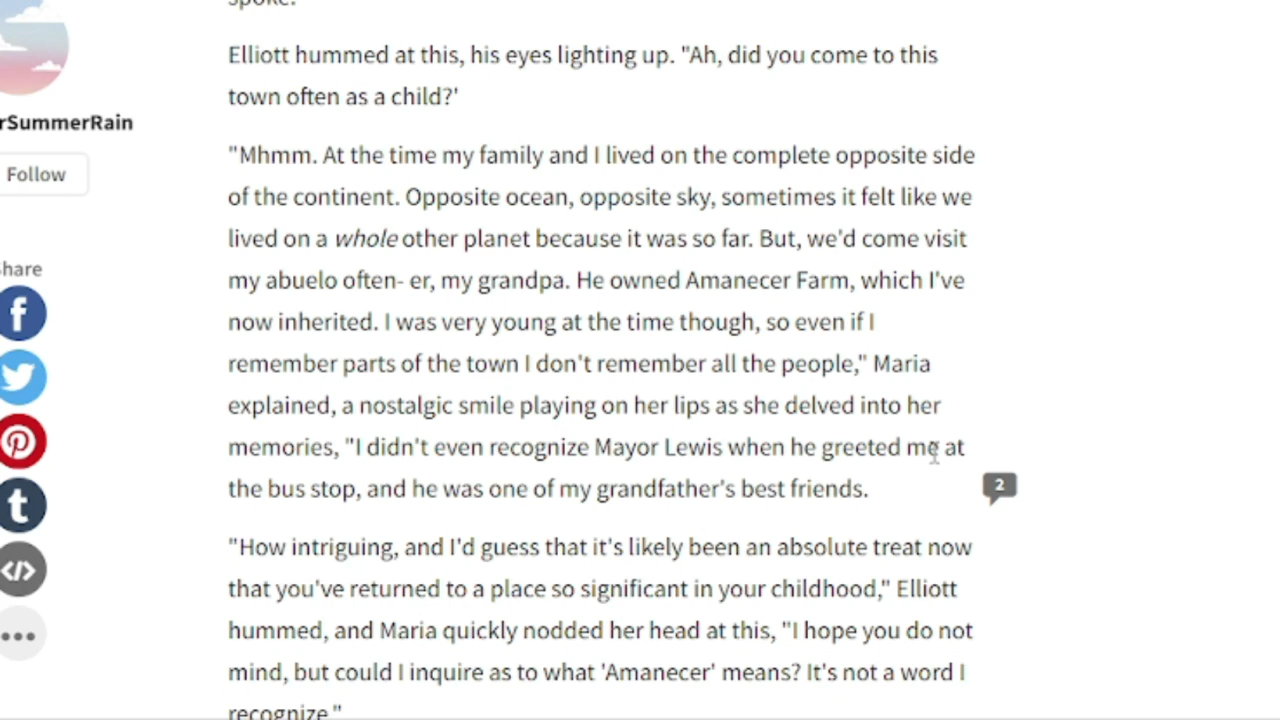 spoke.
Elliott hummed at this, his eyes lighting up. "Ah, did you come to this
town often as a child?'
"Mhmm. At the time my family and I lived on the complete opposite side
of the continent. Opposite ocean, opposite sky, sometimes it felt like we
lived on a whole other planet because it was so far. But, we'd come visit
my abuelo often- er, my grandpa. He owned Amanecer Farm, which I've
now inherited. I was very young at the time though, so even if I
remember parts of the town I don't remember all the people," Maria
explained, a nostalgic smile playing on her lips as she delved into her
memories, "I didn't even recognize Mayor Lewis when he greeted me at
the bus stop, and he was one of my grandfather's best friends.
2
"How intriguing, and I'd guess that it's likely been an absolute treat now
that you've returned to a place so significant in your childhood," Elliott
hummed, and Maria quickly nodded her head at this, "I hope you do not
mind, but could I inquire as to what 'Amanecer' means? It's not a word I
recognize."
rSummerRain
Follow
Share